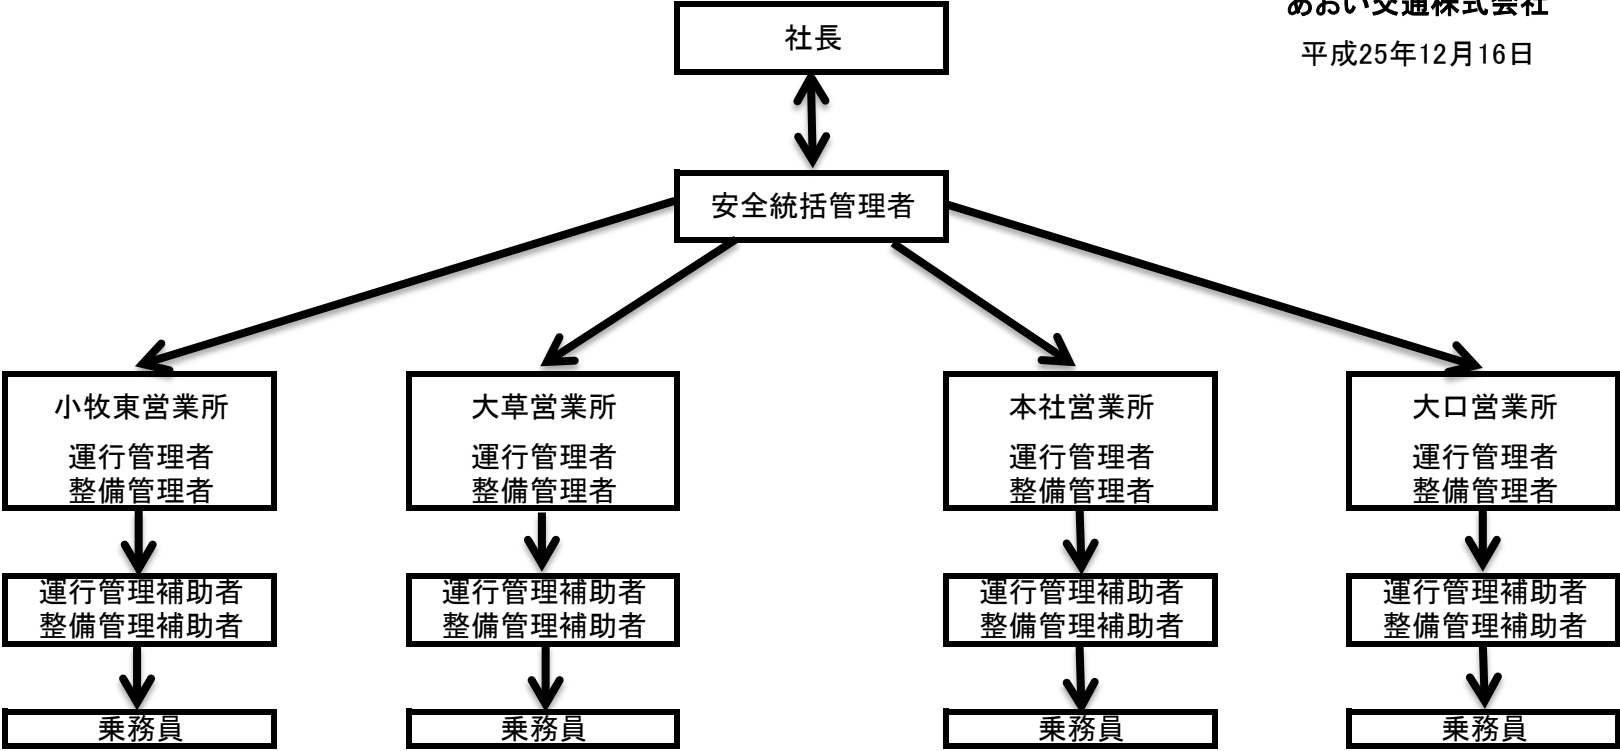 あおい交通株式会社
平成25年12月16日
社長
安全統括管理者
小牧東営業所
運行管理者
整備管理者
大草営業所
運行管理者
整備管理者
本社営業所
運行管理者
整備管理者
大口営業所
運行管理者
整備管理者
運行管理補助者
整備管理補助者
運行管理補助者
整備管理補助者
運行管理補助者
整備管理補助者
運行管理補助者
整備管理補助者
乗務員
乗務員
乗務員
乗務員